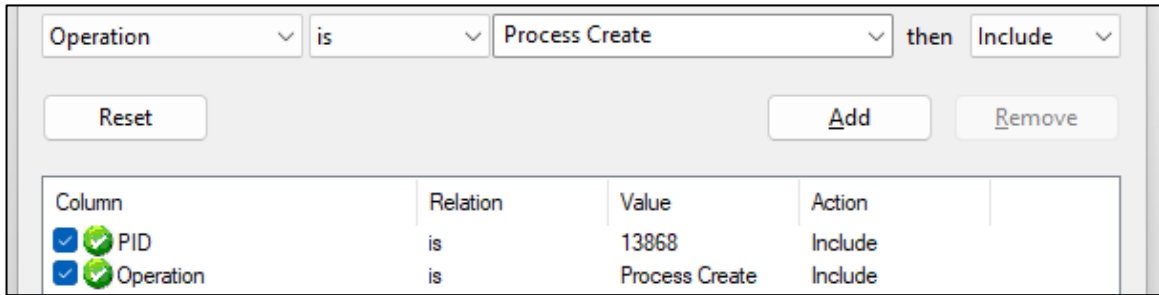 Operation is Process Create then Include
Reset Add Remove
Column Relation Value Action
PID is 13868 Include
Operation is Process Create Include